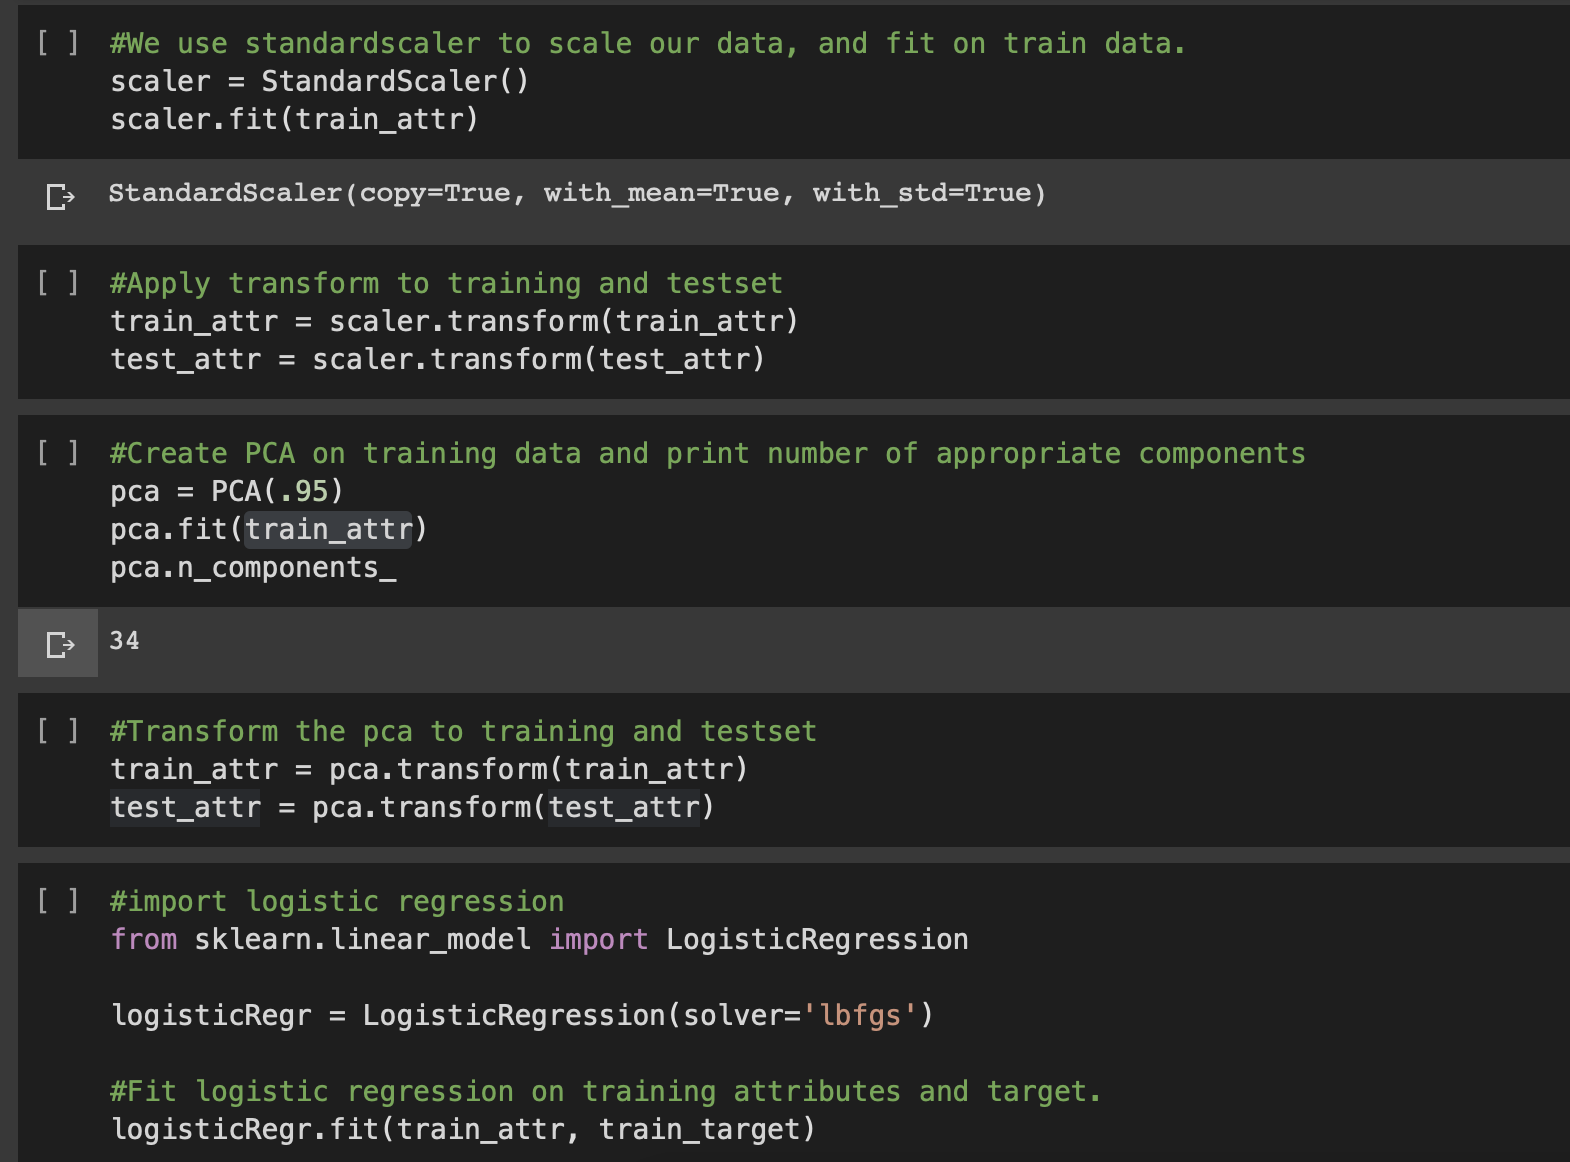 [ ] #We use standardscaler to scale our data, and fit on train data.
scaler = StandardScaler()
scaler.fit(train_attr)
StandardScaler(copy=True, with_mean=True, with_std=True)
[ ] #Apply transform to training and testset
train_attr = scaler.transform(train_attr)
test_attr = scaler.transform(test_attr)
[ ] #Create PCA on training data and print number of appropriate components
pca = PCA(.95)
pca.fit(train_attr)
pca.n_components_
34
[ ] #Transform the pca to training and testset
train_attr = pca.transform(train_attr)
test_attr = pca.transform(test_attr)
[ ] #import logistic regression
from sklearn.linear_model import LogisticRegression
logisticRegr = LogisticRegression(solver='lbfgs')
#Fit logistic regression on training attributes and target.
logisticRegr.fit(train_attr, train_target)